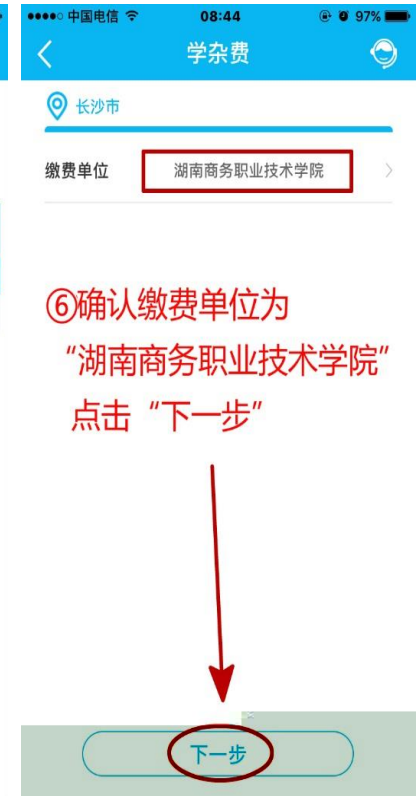 中国电信 08:44 97%
学杂费
长沙市
缴费单位 湖南商务职业技术学院
⑥确认缴费单位为
“湖南商务职业技术学院”
点击“下一步”
下一步